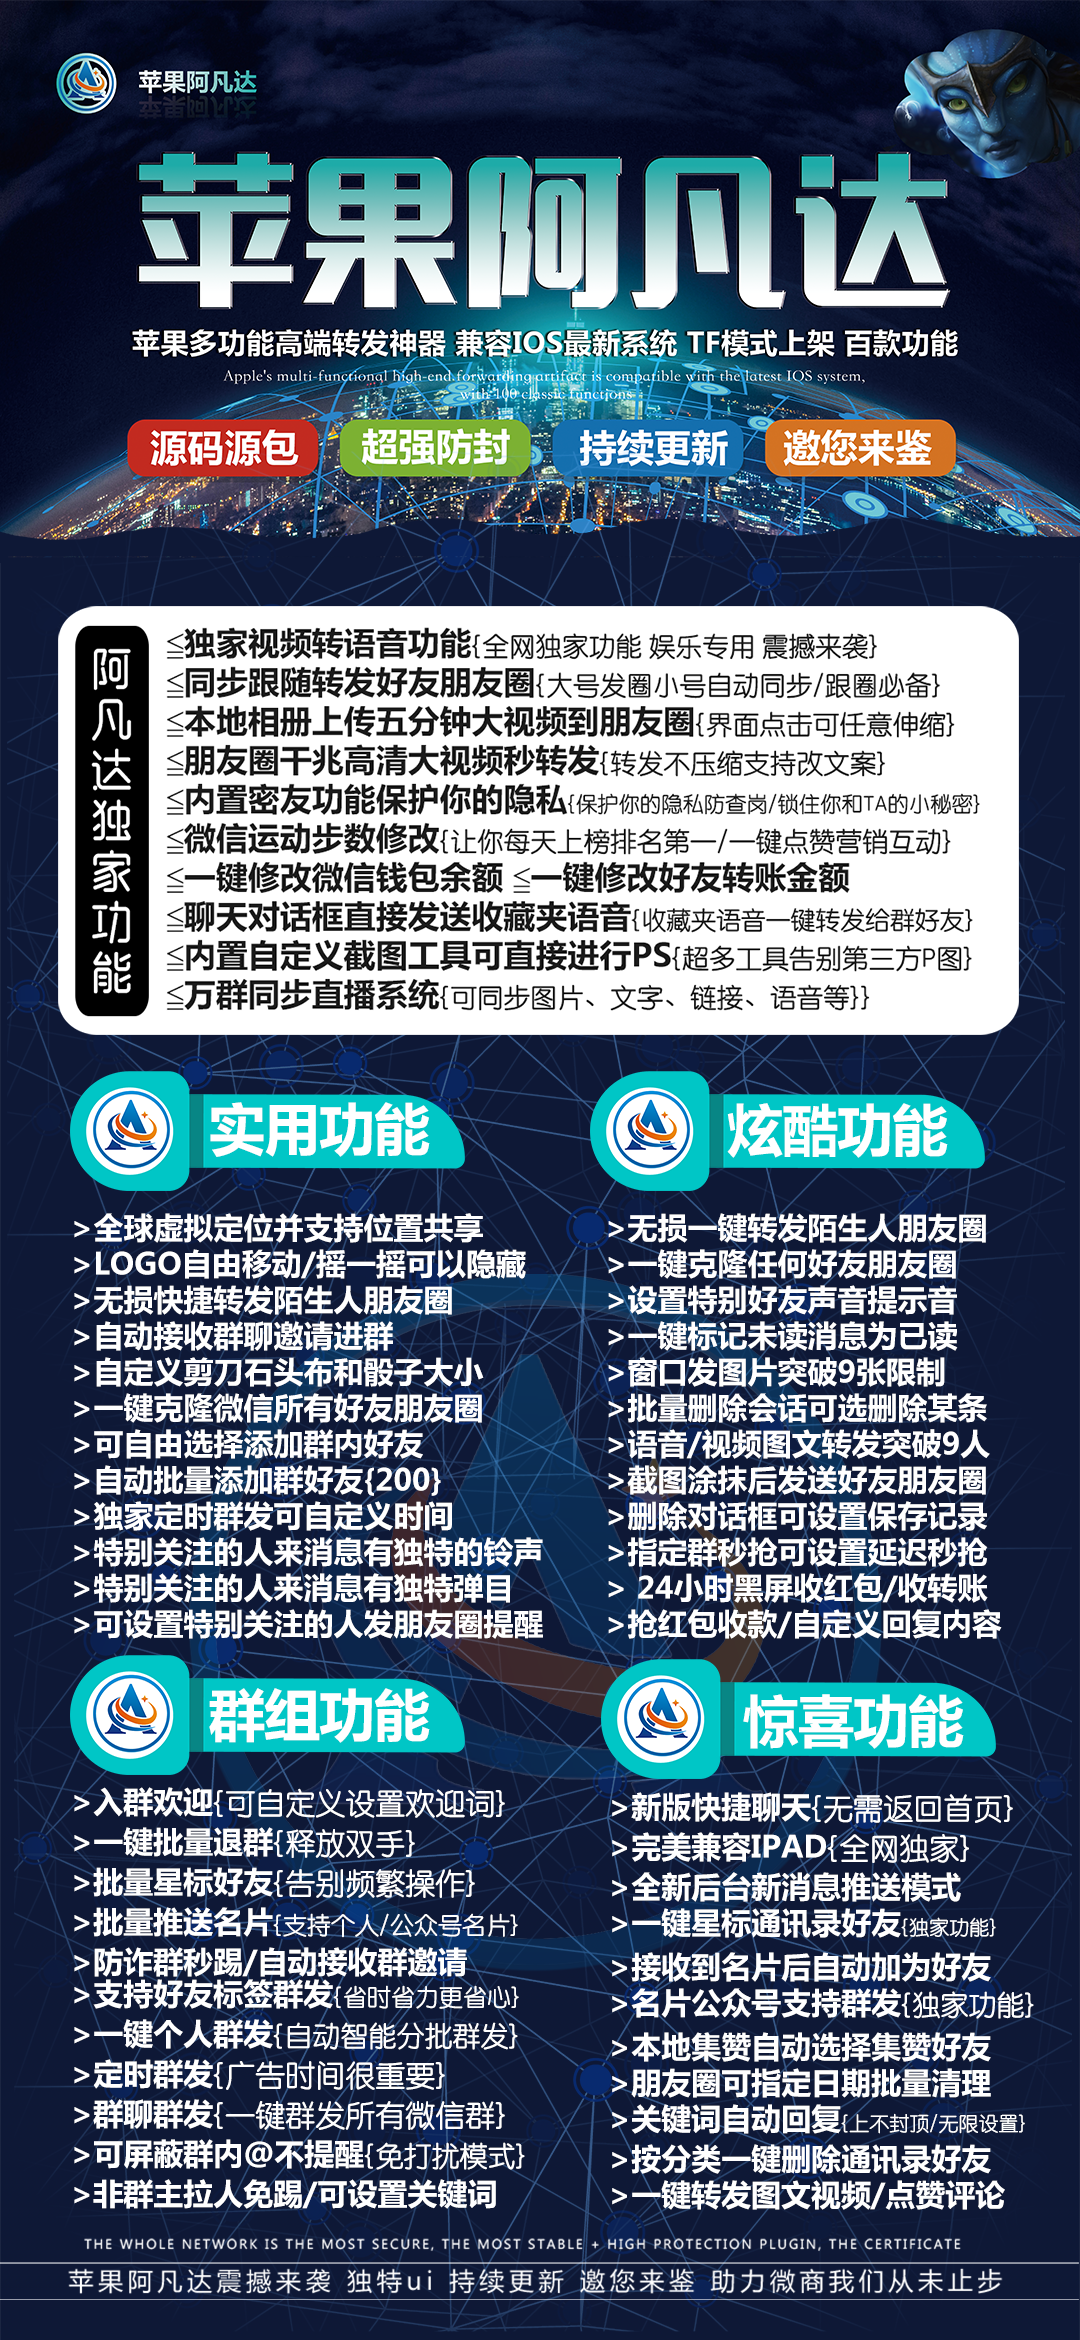 苹果阿凡达
苹果阿凡达
苹果多功能高端转发神器 兼容IOS最新系统 TF模式上架 百款功能
Apple's multi-functional high-end forwarding artifact is compatible with the latest IOS system,
with 100 classic functions
源码源包 超强防封 持续更新 邀您来鉴
阿凡达独家功能
≦独家视频转语音功能{全网独家功能 娱乐专用 震撼来袭}
≦同步跟随转发好友朋友圈{大号发圈小号自动同步/跟圈必备}
≦本地相册上传五分钟大视频到朋友圈{界面点击可任意伸缩}
≦朋友圈干兆高清大视频秒转发{转发不压缩支持改文案}
≦内置密友功能保护你的隐私{保护你的隐私防查岗/锁住你和TA的小秘密}
≦微信运动步数修改{让你每天上榜排名第一/一键点赞营销互动}
≦一键修改微信钱包余额 ≦一键修改好友转账金额
≦聊天对话框直接发送收藏夹语音{收藏夹语音一键转发给群好友}
≦内置自定义截图工具可直接进行PS{超多工具告别第三方P图}
≦万群同步直播系统{可同步图片、文字、链接、语音等}}
实用功能
>全球虚拟定位并支持位置共享
>LOGO自由移动/摇一摇可以隐藏
>无损快捷转发陌生人朋友圈
>自动接收群聊邀请进群
>自定义剪刀石头布和骰子大小
>一键克隆微信所有好友朋友圈
>可自由选择添加群内好友
>自动批量添加群好友{200}
>独家定时群发可自定义时间
>特别关注的人来消息有独特的铃声
>特别关注的人来消息有独特弹目
>可设置特别关注的人发朋友圈提醒
炫酷功能
>无损一键转发陌生人朋友圈
>一键克隆任何好友朋友圈
>设置特别好友声音提示音
>一键标记未读消息为已读
>窗口发图片突破9张限制
>批量删除会话可选删除某条
>语音/视频图文转发突破9人
>截图涂抹后发送好友朋友圈
>删除对话框可设置保存记录
>指定群秒抢可设置延迟秒抢
> 24小时黑屏收红包/收转账
>抢红包收款/自定义回复内容
群组功能
>入群欢迎{可自定义设置欢迎词}
>一键批量退群{释放双手}
>批量星标好友{告别频繁操作}
>批量推送名片{支持个人/公众号名片}
>防诈群秒踢/自动接收群邀请
>支持好友标签群发{省时省力更省心}
>一键个人群发{自动智能分批群发}
>定时群发{广告时间很重要}
>群聊群发{一键群发所有微信群}
>可屏蔽群内@不提醒{免打扰模式}
>非群主拉人免踢/可设置关键词
惊喜功能
>新版快捷聊天{无需返回首页}
>完美兼容IPAD{全网独家}
>全新后台新消息推送模式
>一键星标通讯录好友{独家功能}
>接收到名片后自动加为好友
>名片公众号支持群发{独家功能}
>本地集赞自动选择集赞好友
>朋友圈可指定日期批量清理
>关键词自动回复{上不封顶/无限设置}
>按分类一键删除通讯录好友
>一键转发图文视频/点赞评论
THE WHOLE NETWORK IS THE MOST SECURE, THE MOST STABLE + HIGH PROTECTION PLUGIN, THE CERTIFICATE
苹果阿凡达震撼来袭 独特ui 持续更新 邀您来鉴 助力微商我们从未止步